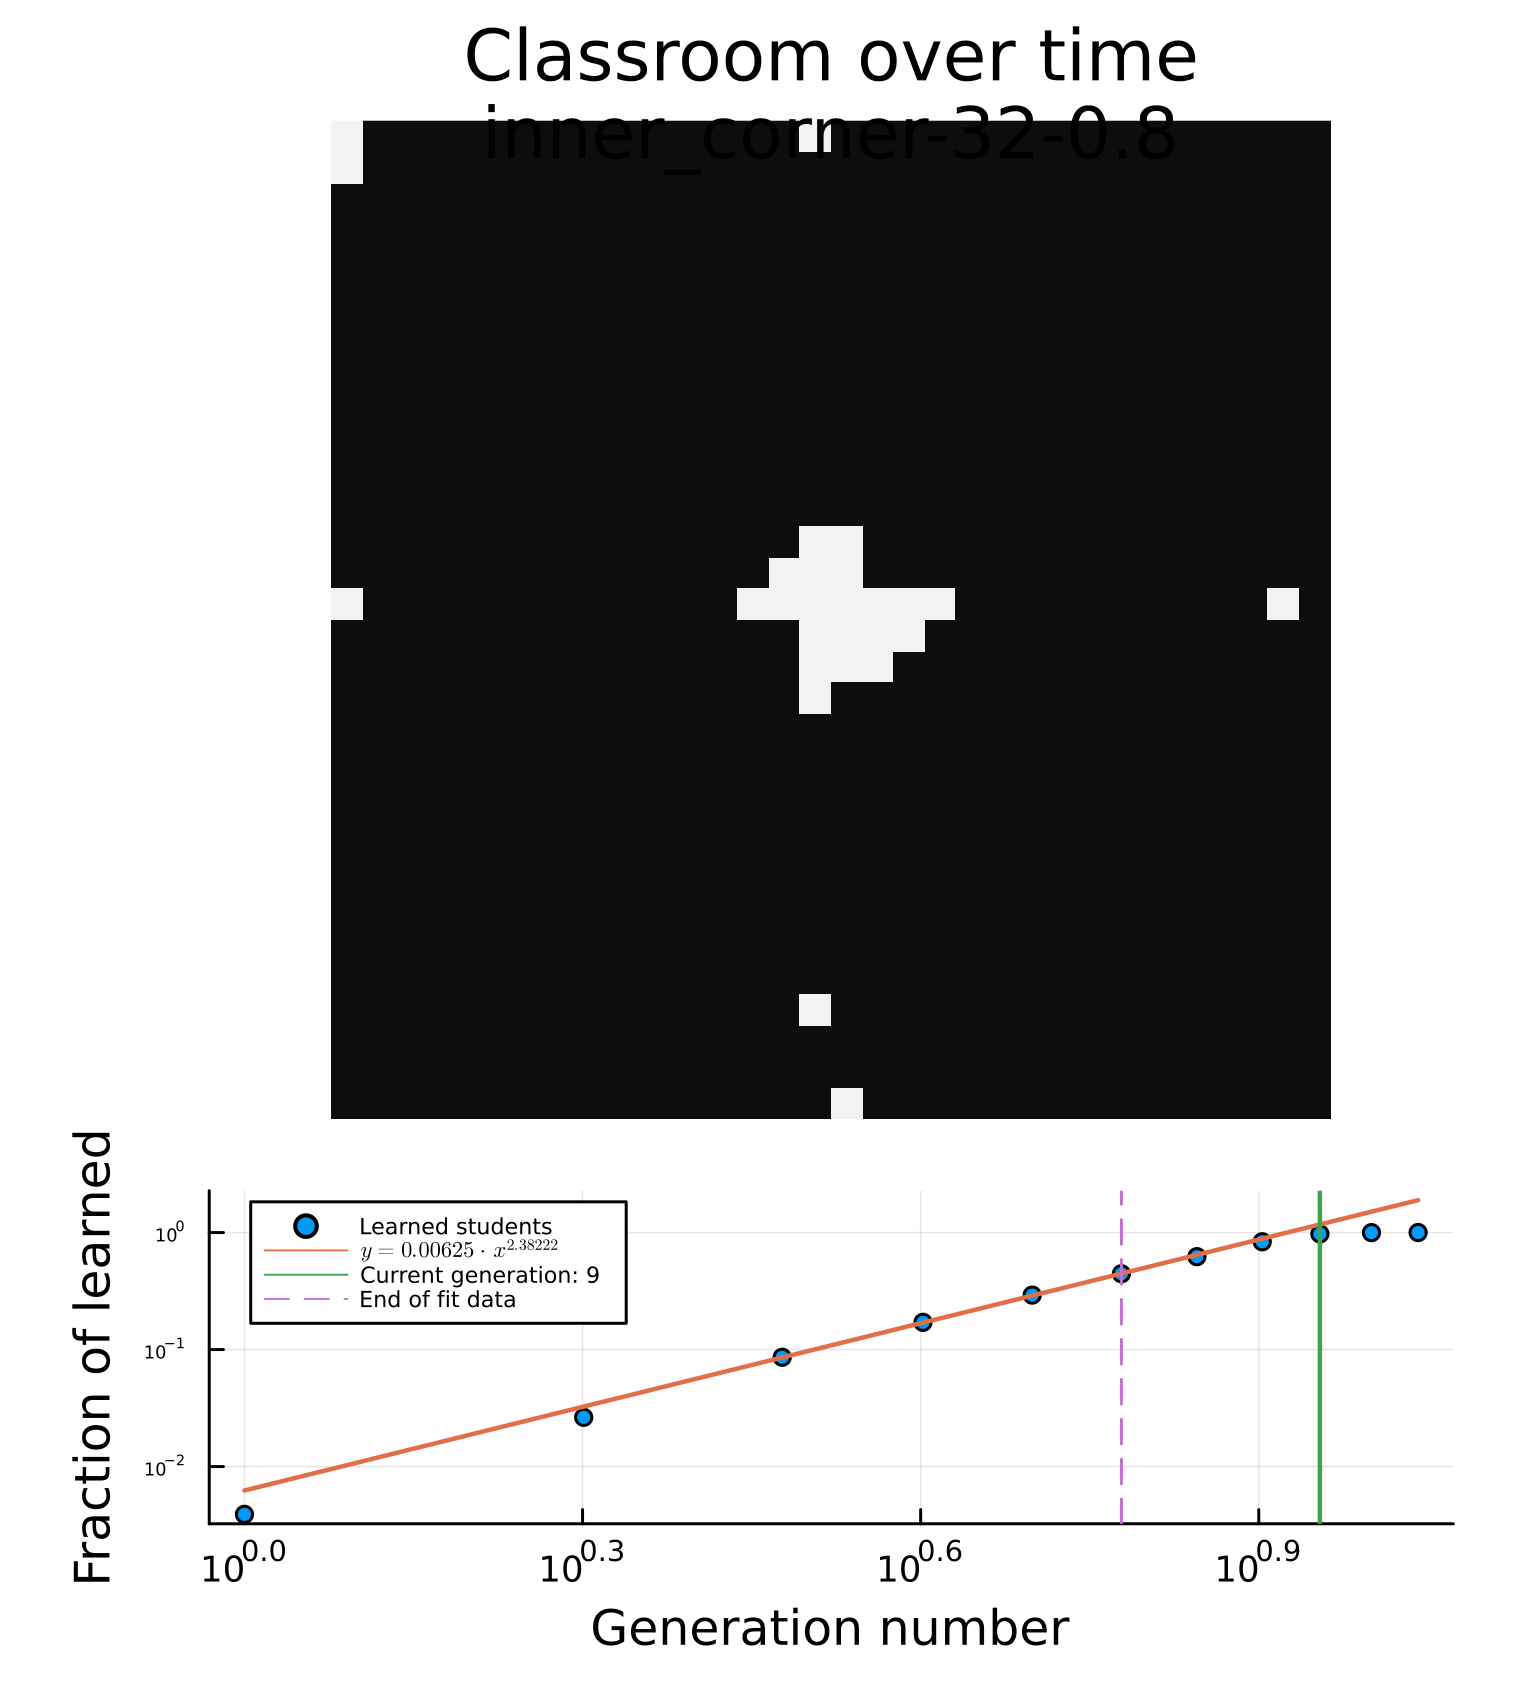 Classroom over time
inner_corner-32-0.8
Fraction of learned
10^0
10^−1
10^−2
Learned students
y = 0.00625 · x^2.38222
Current generation: 9
End of fit data
10^0.0
10^0.3
10^0.6
10^0.9
Generation number